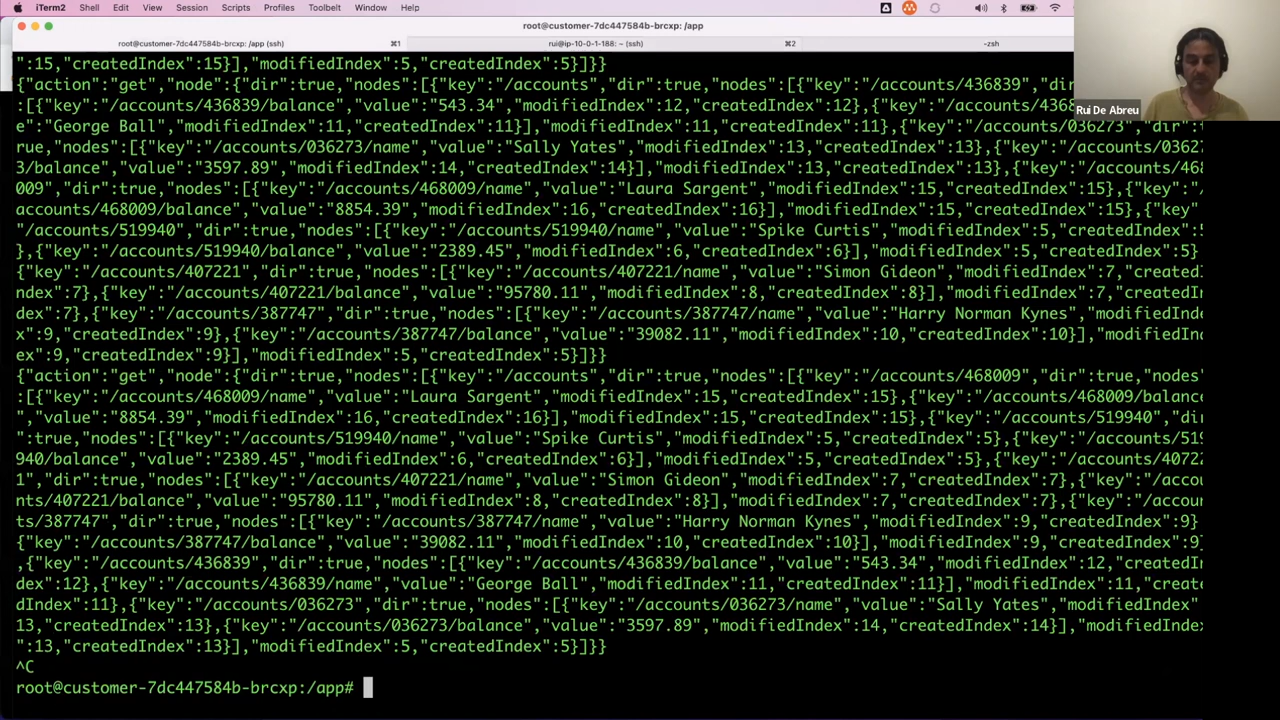 iTerm2 Shell Edit View Session Scripts Profiles Toolbelt Window Help
root@customer-7dc447584b-brcxp: /app
root@customer-7dc447584b-brcxp: /app (ssh) ⌘1 rui@ip-10-0-1-188: ~ (ssh) ⌘2 -zsh
Rui De Abreu
":15,"createdIndex":15}],"modifiedIndex":5,"createdIndex":5}]}}
{"action":"get","node":{"dir":true,"nodes":[{"key":"/accounts","dir":true,"nodes":[{"key":"/accounts/436839","di
:[{"key":"/accounts/436839/balance","value":"543.34","modifiedIndex":12,"createdIndex":12},{"key":"/accounts/4368
e":"George Ball","modifiedIndex":11,"createdIndex":11}],"modifiedIndex":11,"createdIndex":11},{"key":"/accounts/036273","dir":t
rue,"nodes":[{"key":"/accounts/036273/name","value":"Sally Yates","modifiedIndex":13,"createdIndex":13},{"key":"/accounts/03627
3/balance","value":"3597.89","modifiedIndex":14,"createdIndex":14}],"modifiedIndex":13,"createdIndex":13},{"key":"/accounts/468
009","dir":true,"nodes":[{"key":"/accounts/468009/name","value":"Laura Sargent","modifiedIndex":15,"createdIndex":15},{"key":"/
accounts/468009/balance","value":"8854.39","modifiedIndex":16,"createdIndex":16}],"modifiedIndex":15,"createdIndex":15},{"key":
"/accounts/519940","dir":true,"nodes":[{"key":"/accounts/519940/name","value":"Spike Curtis","modifiedIndex":5,"createdIndex":5
},{"key":"/accounts/519940/balance","value":"2389.45","modifiedIndex":6,"createdIndex":6}],"modifiedIndex":5,"createdIndex":5},
{"key":"/accounts/407221","dir":true,"nodes":[{"key":"/accounts/407221/name","value":"Simon Gideon","modifiedIndex":7,"createdI
ndex":7},{"key":"/accounts/407221/balance","value":"95780.11","modifiedIndex":8,"createdIndex":8}],"modifiedIndex":7,"createdIn
dex":7},{"key":"/accounts/387747","dir":true,"nodes":[{"key":"/accounts/387747/name","value":"Harry Norman Kynes","modifiedInde
x":9,"createdIndex":9},{"key":"/accounts/387747/balance","value":"39082.11","modifiedIndex":10,"createdIndex":10}],"modifiedInd
ex":9,"createdIndex":9}],"modifiedIndex":5,"createdIndex":5}]}}
{"action":"get","node":{"dir":true,"nodes":[{"key":"/accounts","dir":true,"nodes":[{"key":"/accounts/468009","dir":true,"nodes"
:[{"key":"/accounts/468009/name","value":"Laura Sargent","modifiedIndex":15,"createdIndex":15},{"key":"/accounts/468009/balance
","value":"8854.39","modifiedIndex":16,"createdIndex":16}],"modifiedIndex":15,"createdIndex":15},{"key":"/accounts/519940","dir
":true,"nodes":[{"key":"/accounts/519940/name","value":"Spike Curtis","modifiedIndex":5,"createdIndex":5},{"key":"/accounts/519
940/balance","value":"2389.45","modifiedIndex":6,"createdIndex":6}],"modifiedIndex":5,"createdIndex":5},{"key":"/accounts/40722
1","dir":true,"nodes":[{"key":"/accounts/407221/name","value":"Simon Gideon","modifiedIndex":7,"createdIndex":7},{"key":"/accou
nts/407221/balance","value":"95780.11","modifiedIndex":8,"createdIndex":8}],"modifiedIndex":7,"createdIndex":7},{"key":"/accoun
ts/387747","dir":true,"nodes":[{"key":"/accounts/387747/name","value":"Harry Norman Kynes","modifiedIndex":9,"createdIndex":9},
{"key":"/accounts/387747/balance","value":"39082.11","modifiedIndex":10,"createdIndex":10}],"modifiedIndex":9,"createdIndex":9}
,{"key":"/accounts/436839","dir":true,"nodes":[{"key":"/accounts/436839/balance","value":"543.34","modifiedIndex":12,"createdIn
dex":12},{"key":"/accounts/436839/name","value":"George Ball","modifiedIndex":11,"createdIndex":11}],"modifiedIndex":11,"create
dIndex":11},{"key":"/accounts/036273","dir":true,"nodes":[{"key":"/accounts/036273/name","value":"Sally Yates","modifiedIndex":
13,"createdIndex":13},{"key":"/accounts/036273/balance","value":"3597.89","modifiedIndex":14,"createdIndex":14}],"modifiedIndex
":13,"createdIndex":13}],"modifiedIndex":5,"createdIndex":5}]}}
^C
root@customer-7dc447584b-brcxp:/app#